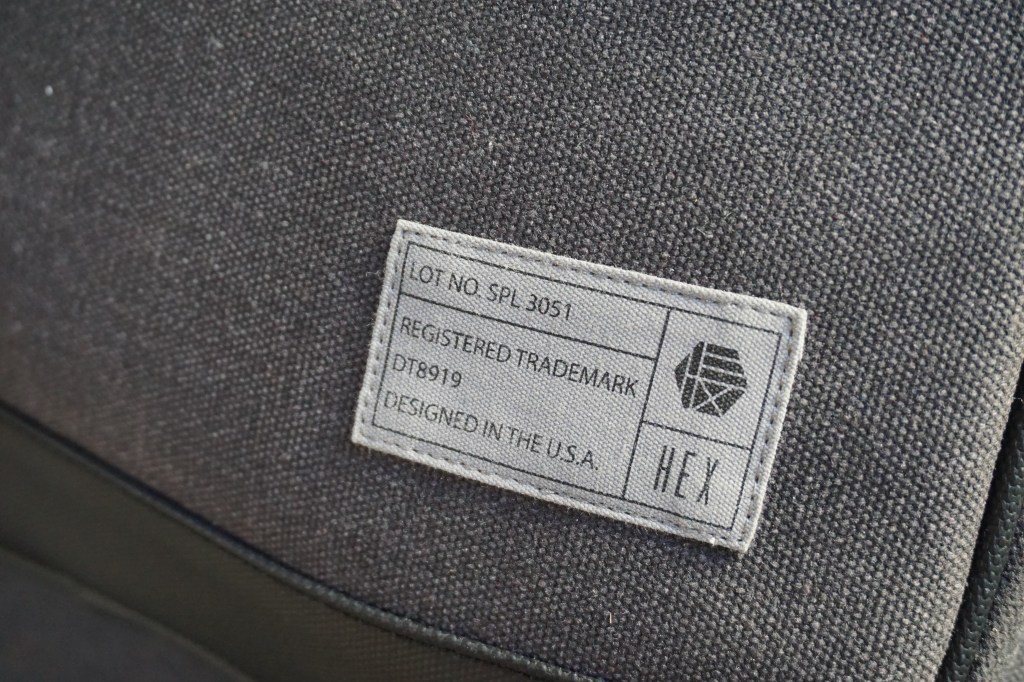 LOT NO. SPL 3051
REGISTERED TRADEMARK
DT8919
DESIGNED IN THE U.S.A.
HEX